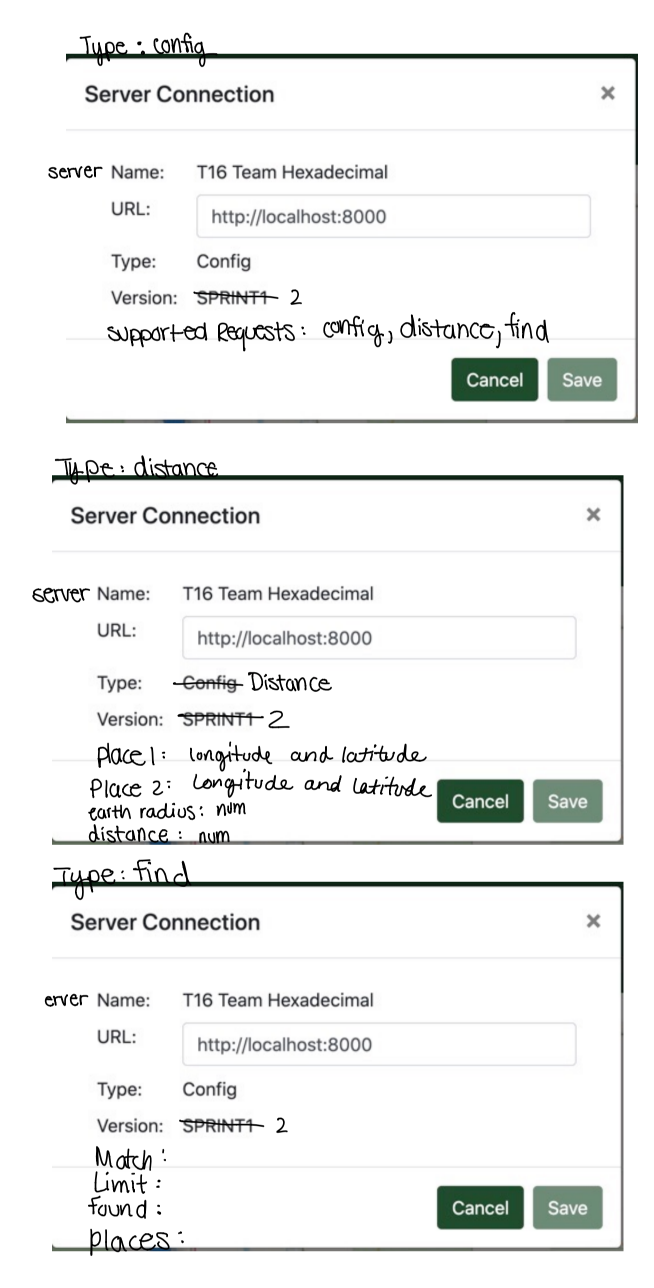 Type: config
Server Connection ×
server Name: T16 Team Hexadecimal
URL: http://localhost:8000
Type: Config
Version: SPRINT1 2
supported Requests: config, distance, find
Cancel Save
Type: distance
Server Connection ×
server Name: T16 Team Hexadecimal
URL: http://localhost:8000
Type: Config Distance
Version: SPRINT1 2
Place 1: longitude and latitude
Place 2: Longitude and Latitude
earth radius: num
Cancel Save
distance: num
Type: find
Server Connection ×
erver Name: T16 Team Hexadecimal
URL: http://localhost:8000
Type: Config
Version: SPRINT1 2
Match:
Limit:
found:
Cancel Save
places: